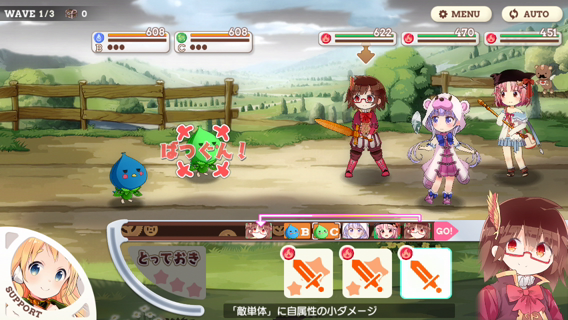 WAVE 1/3 0
MENU
AUTO
608
B
608
C
622
470
451
ばつぐん!
B
C
GO!
とっておき
SUPPORT
「敵単体」に自属性の小ダメージ